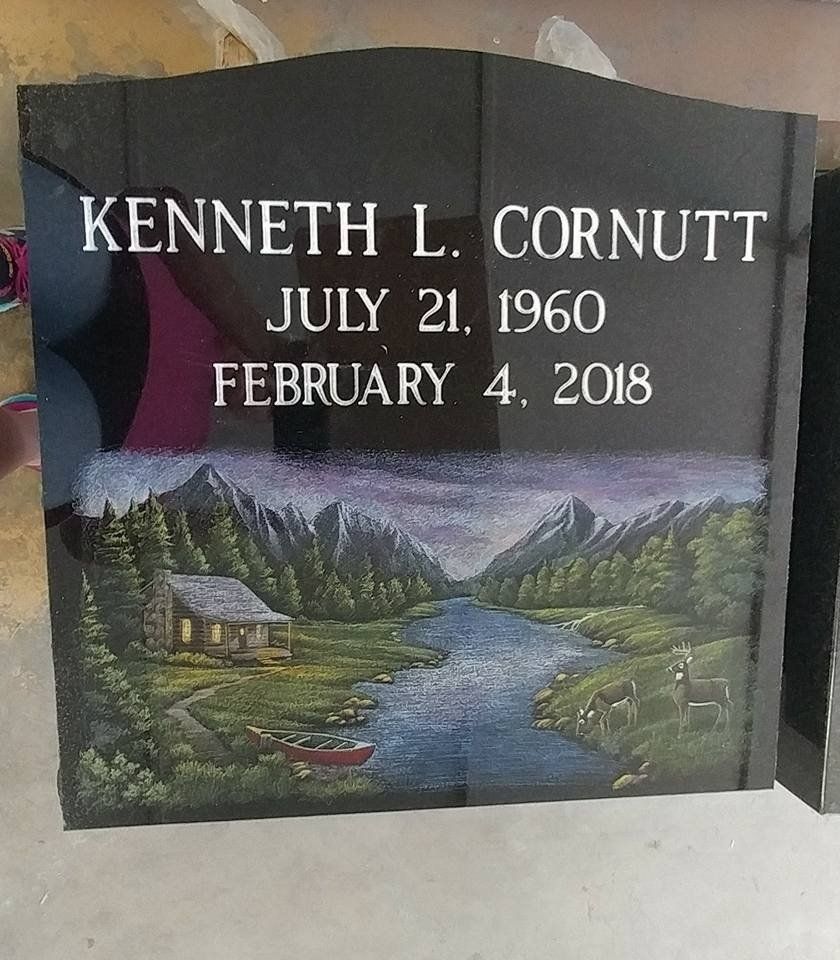 KENNETH L. CORNUTT
JULY 21, 1960
FEBRUARY 4, 2018